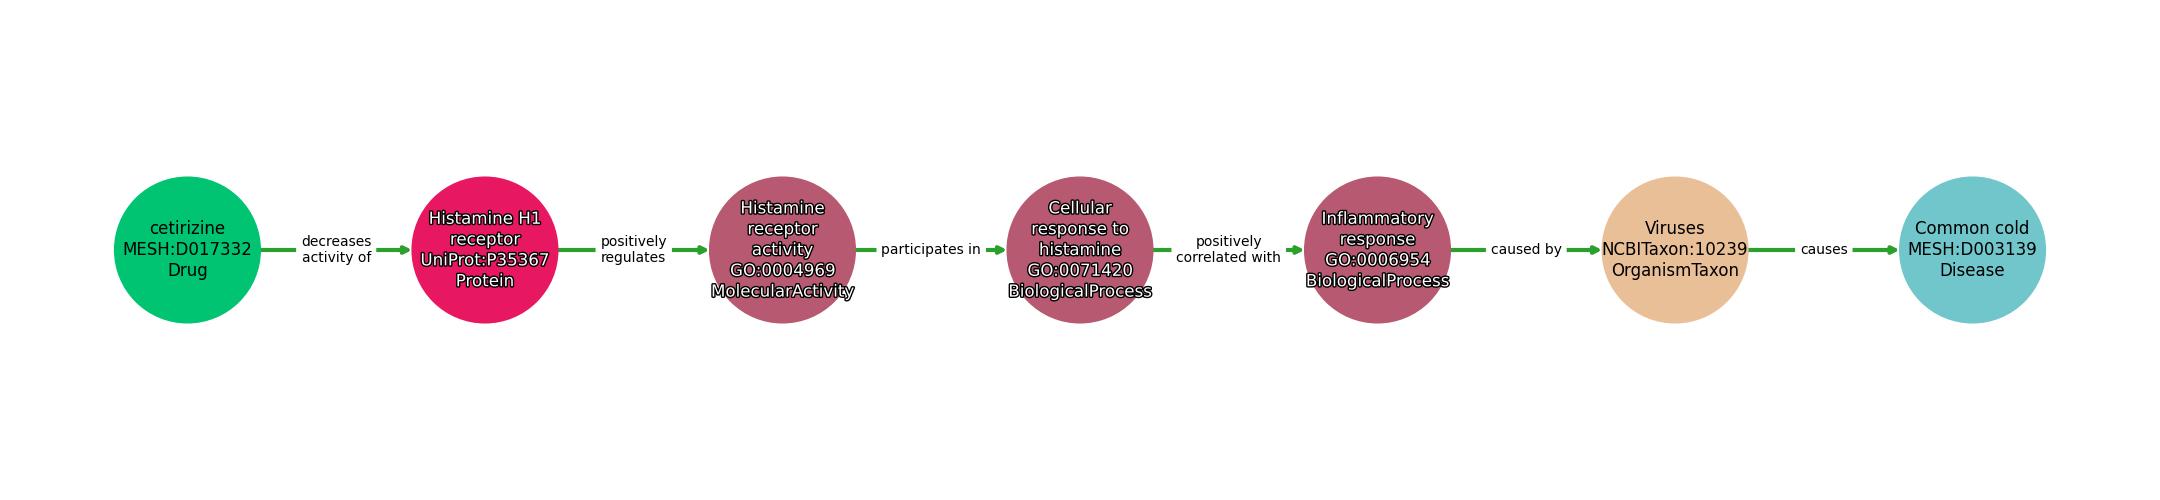 cetirizine
MESH:D017332
Drug
decreases
activity of
Histamine H1
receptor
UniProt:P35367
Protein
positively
regulates
Histamine
receptor
activity
GO:0004969
MolecularActivity
participates in
Cellular
response to
histamine
GO:0071420
BiologicalProcess
positively
correlated with
Inflammatory
response
GO:0006954
BiologicalProcess
caused by
Viruses
NCBITaxon:10239
OrganismTaxon
causes
Common cold
MESH:D003139
Disease